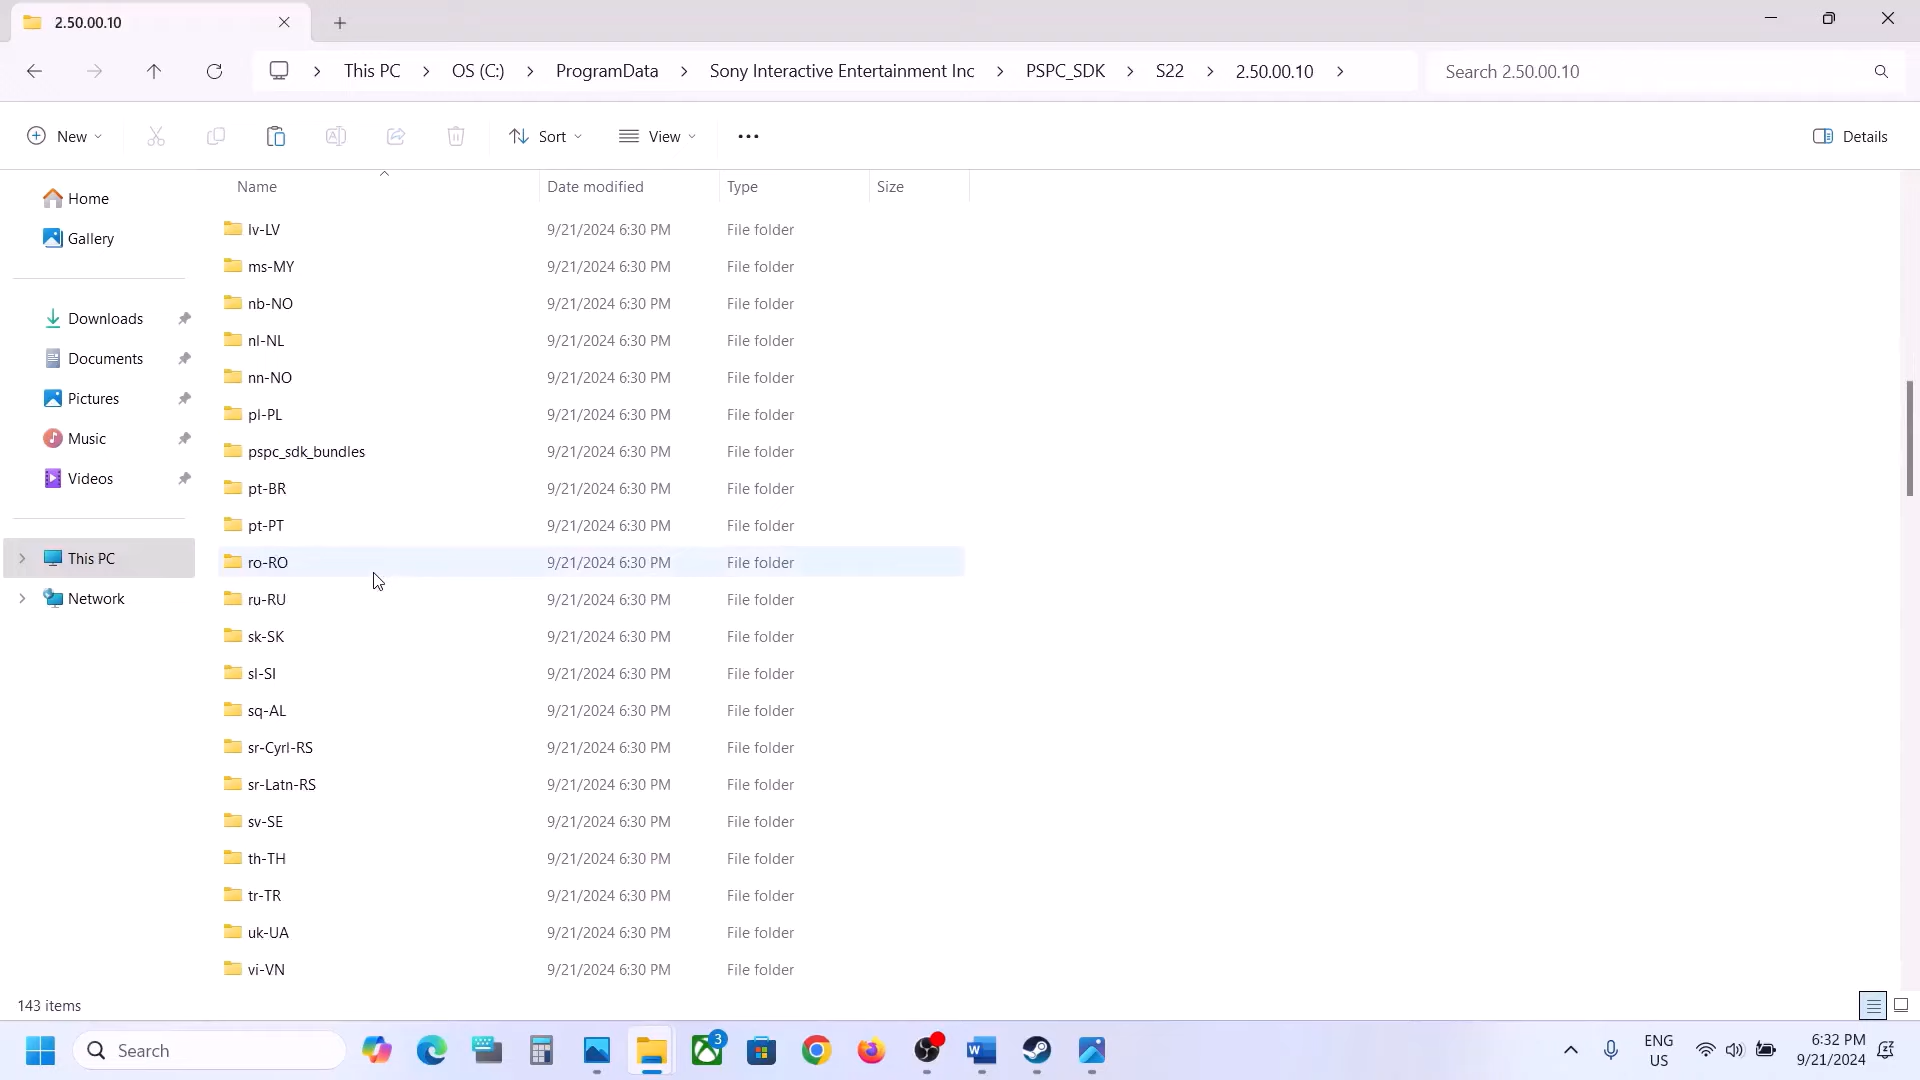 2.50.00.10
This PC > OS (C:) > ProgramData > Sony Interactive Entertainment Inc > PSPC_SDK > S22 > 2.50.00.10 >
Search 2.50.00.10
New
Sort
View
Details
Home
Gallery
Downloads
Documents
Pictures
Music
Videos
This PC
Network
Name Date modified Type Size
lv-LV 9/21/2024 6:30 PM File folder
ms-MY 9/21/2024 6:30 PM File folder
nb-NO 9/21/2024 6:30 PM File folder
nl-NL 9/21/2024 6:30 PM File folder
nn-NO 9/21/2024 6:30 PM File folder
pl-PL 9/21/2024 6:30 PM File folder
pspc_sdk_bundles 9/21/2024 6:30 PM File folder
pt-BR 9/21/2024 6:30 PM File folder
pt-PT 9/21/2024 6:30 PM File folder
ro-RO 9/21/2024 6:30 PM File folder
ru-RU 9/21/2024 6:30 PM File folder
sk-SK 9/21/2024 6:30 PM File folder
sl-SI 9/21/2024 6:30 PM File folder
sq-AL 9/21/2024 6:30 PM File folder
sr-Cyrl-RS 9/21/2024 6:30 PM File folder
sr-Latn-RS 9/21/2024 6:30 PM File folder
sv-SE 9/21/2024 6:30 PM File folder
th-TH 9/21/2024 6:30 PM File folder
tr-TR 9/21/2024 6:30 PM File folder
uk-UA 9/21/2024 6:30 PM File folder
vi-VN 9/21/2024 6:30 PM File folder
143 items
Search
3
ENG
US
6:32 PM
9/21/2024